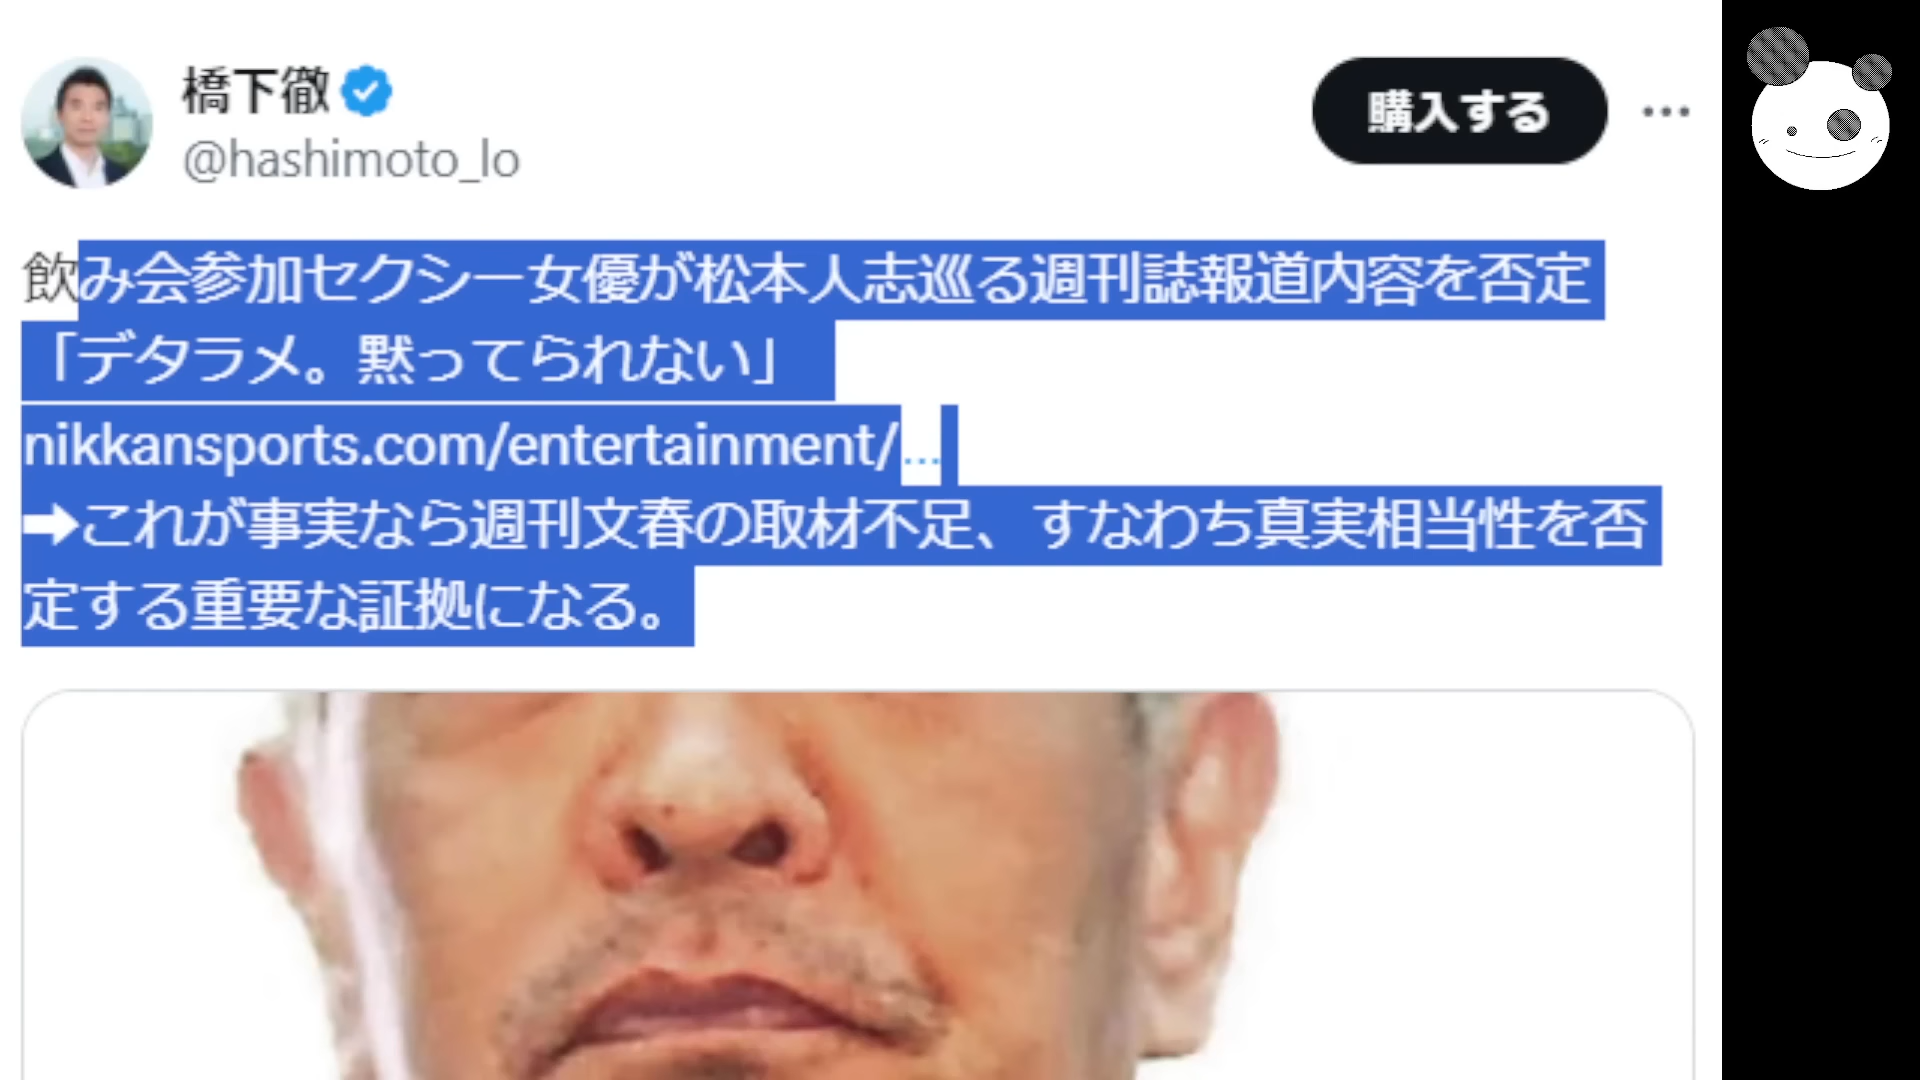 橋下徹
@hashimoto_lo
購入する
飲み会参加セクシー女優が松本人志巡る週刊誌報道内容を否定
「デタラメ。黙ってられない」
nikkansports.com/entertainment/…
➡これが事実なら週刊文春の取材不足、すなわち真実相当性を否
定する重要な証拠になる。